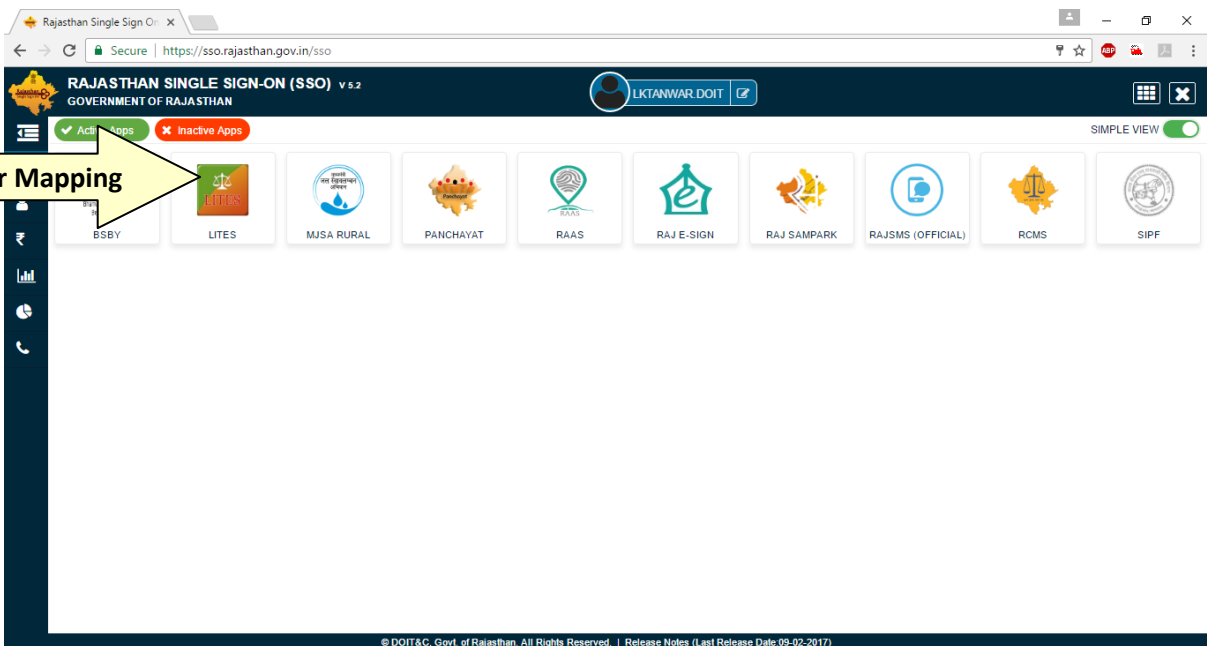 Rajasthan Single Sign On
Secure | https://sso.rajasthan.gov.in/sso
ABP
RAJASTHAN SINGLE SIGN-ON (SSO) V 5.2
GOVERNMENT OF RAJASTHAN
LKTANWAR.DOIT
Active Apps
Inactive Apps
SIMPLE VIEW
r Mapping
LITES
Panchayat
RAAS
BSBY
LITES
MJSA RURAL
PANCHAYAT
RAAS
RAJ E-SIGN
RAJ SAMPARK
RAJSMS (OFFICIAL)
RCMS
SIPF
© DOIT&C, Govt. of Rajasthan. All Rights Reserved. | Release Notes (Last Release Date:09-02-2017)